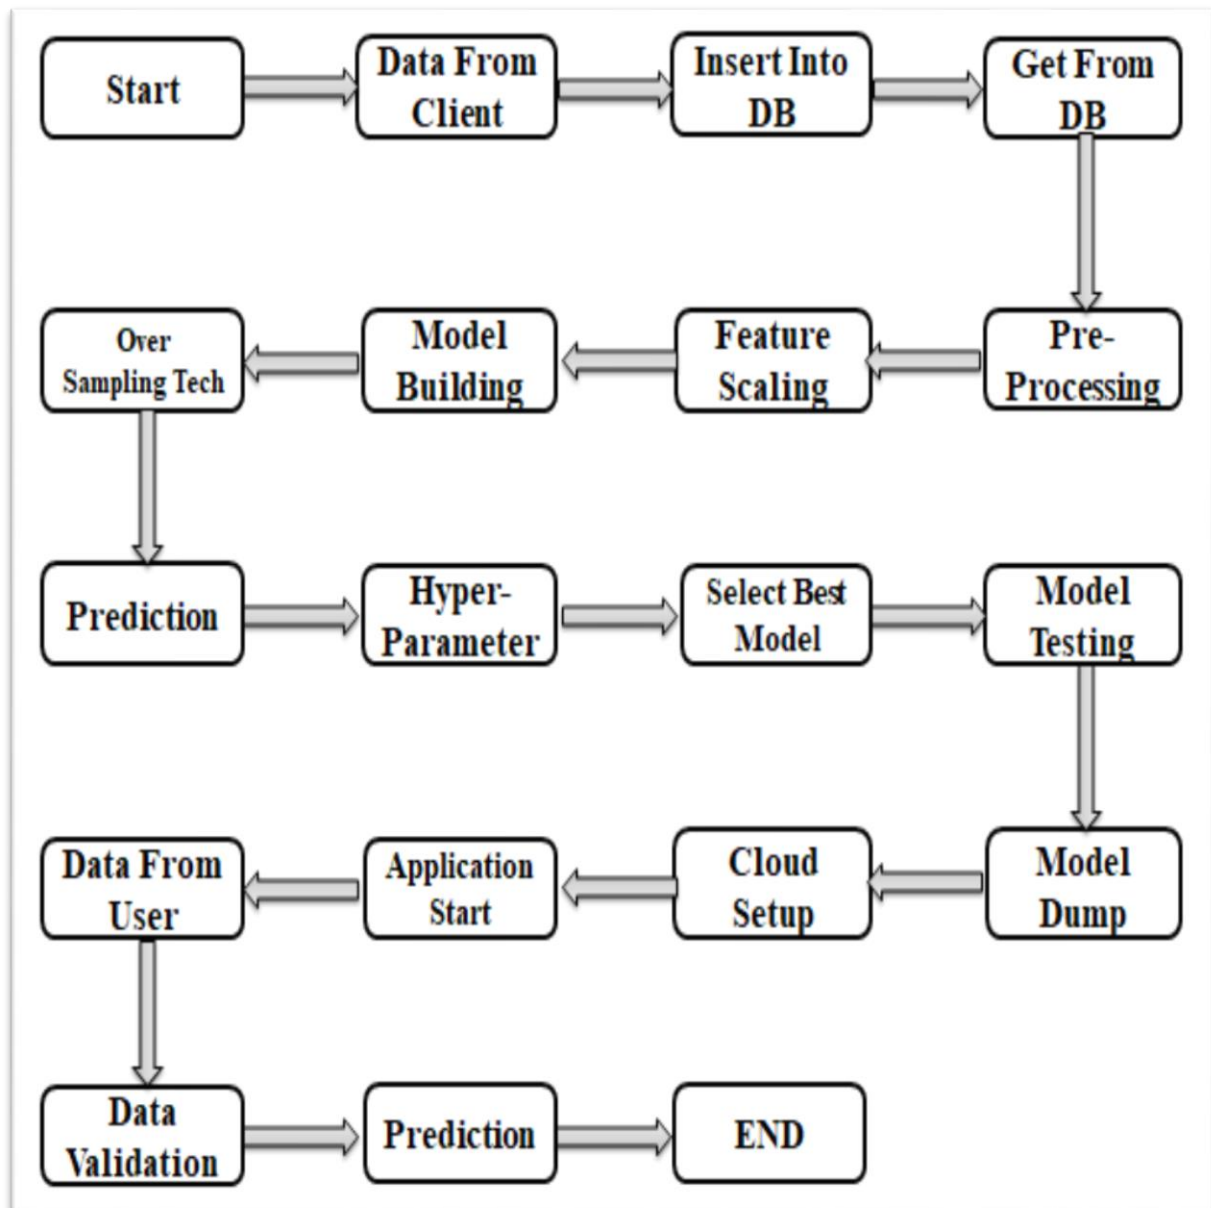 Start
Data From
Client
Insert Into
DB
Get From
DB
Pre-
Processing
Feature
Scaling
Model
Building
Over
Sampling Tech
Prediction
Hyper-
Parameter
Select Best
Model
Model
Testing
Model
Dump
Cloud
Setup
Application
Start
Data From
User
Data
Validation
Prediction
END